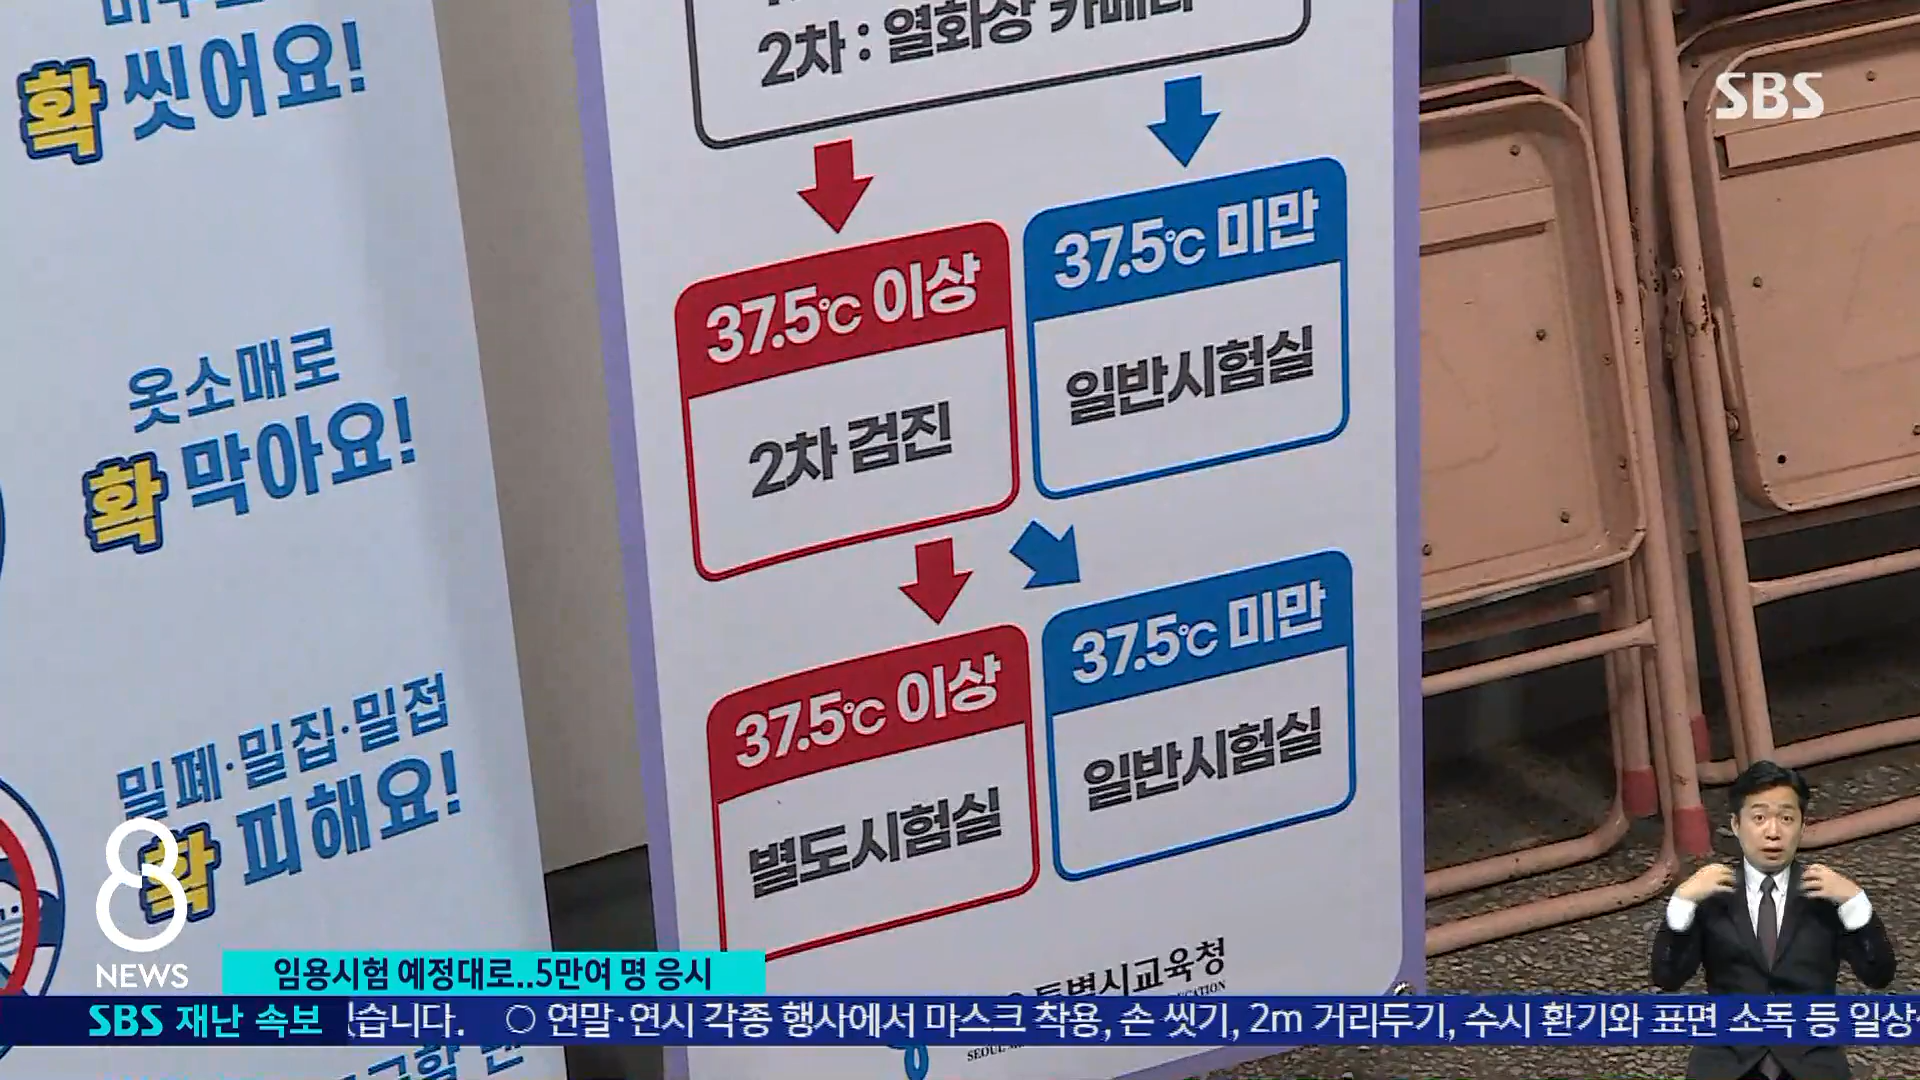 확 씻어요!
옷소매로
확 막아요!
밀폐·밀집·밀접
확 피해요!
2차 : 열화상 카메라
37.5℃ 이상
2차 검진
37.5℃ 미만
일반시험실
37.5℃ 이상
별도시험실
37.5℃ 미만
일반시험실
특별시교육청
SBS
8
NEWS
임용시험 예정대로..5만여 명 응시
SBS 재난 속보
습니다. ○ 연말·연시 각종 행사에서 마스크 착용, 손 씻기, 2m 거리두기, 수시 환기와 표면 소독 등 일상